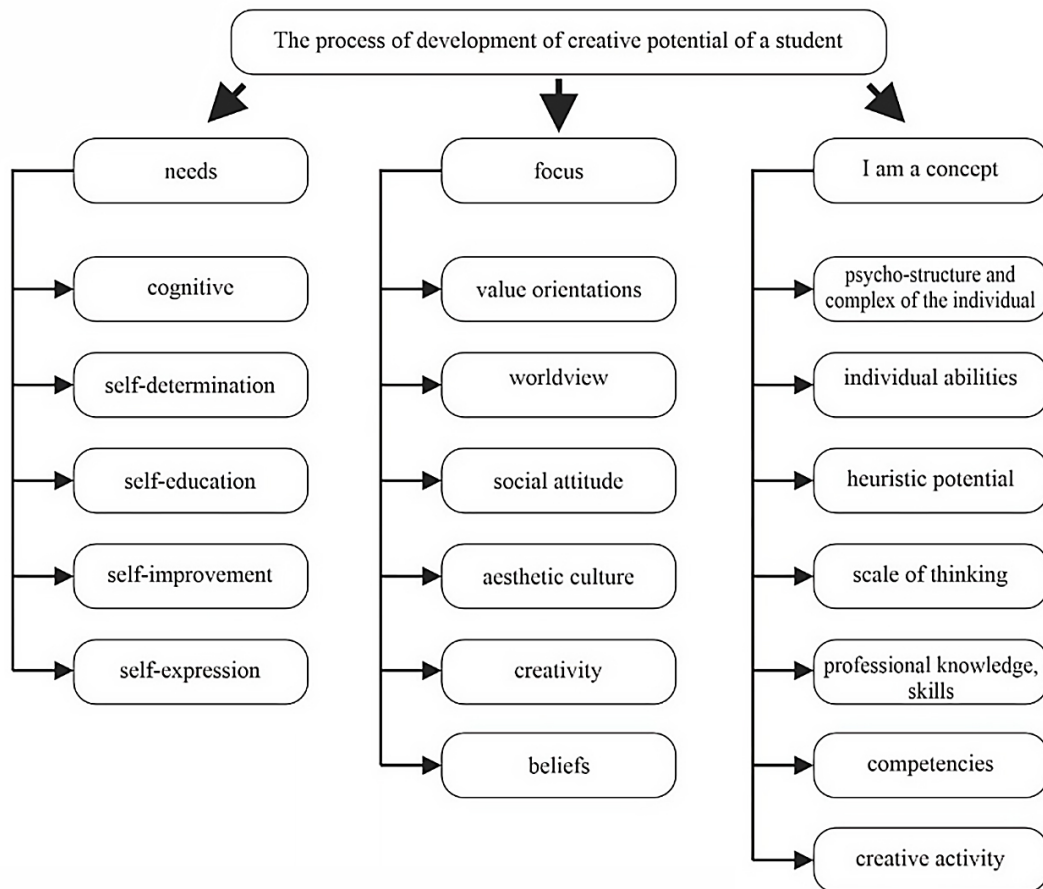 The process of development of creative potential of a student
needs
cognitive
self-determination
self-education
self-improvement
self-expression
focus
value orientations
worldview
social attitude
aesthetic culture
creativity
beliefs
I am a concept
psycho-structure and
complex of the individual
individual abilities
heuristic potential
scale of thinking
professional knowledge,
skills
competencies
creative activity